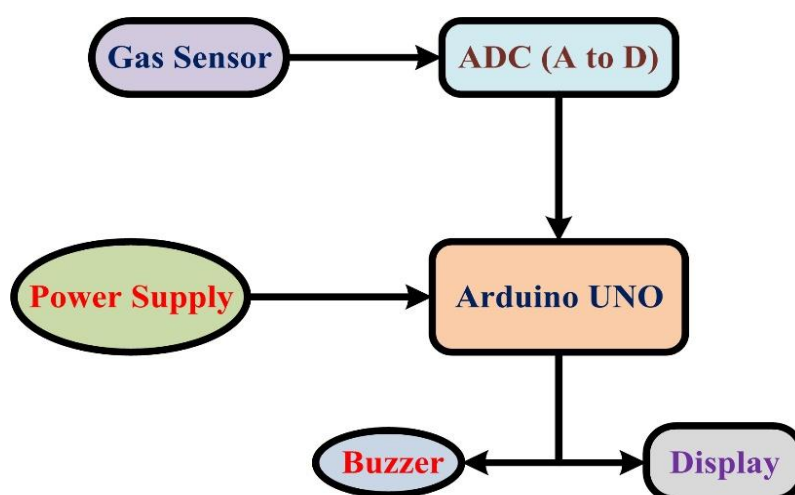 Gas Sensor
ADC (A to D)
Power Supply
Arduino UNO
Buzzer
Display